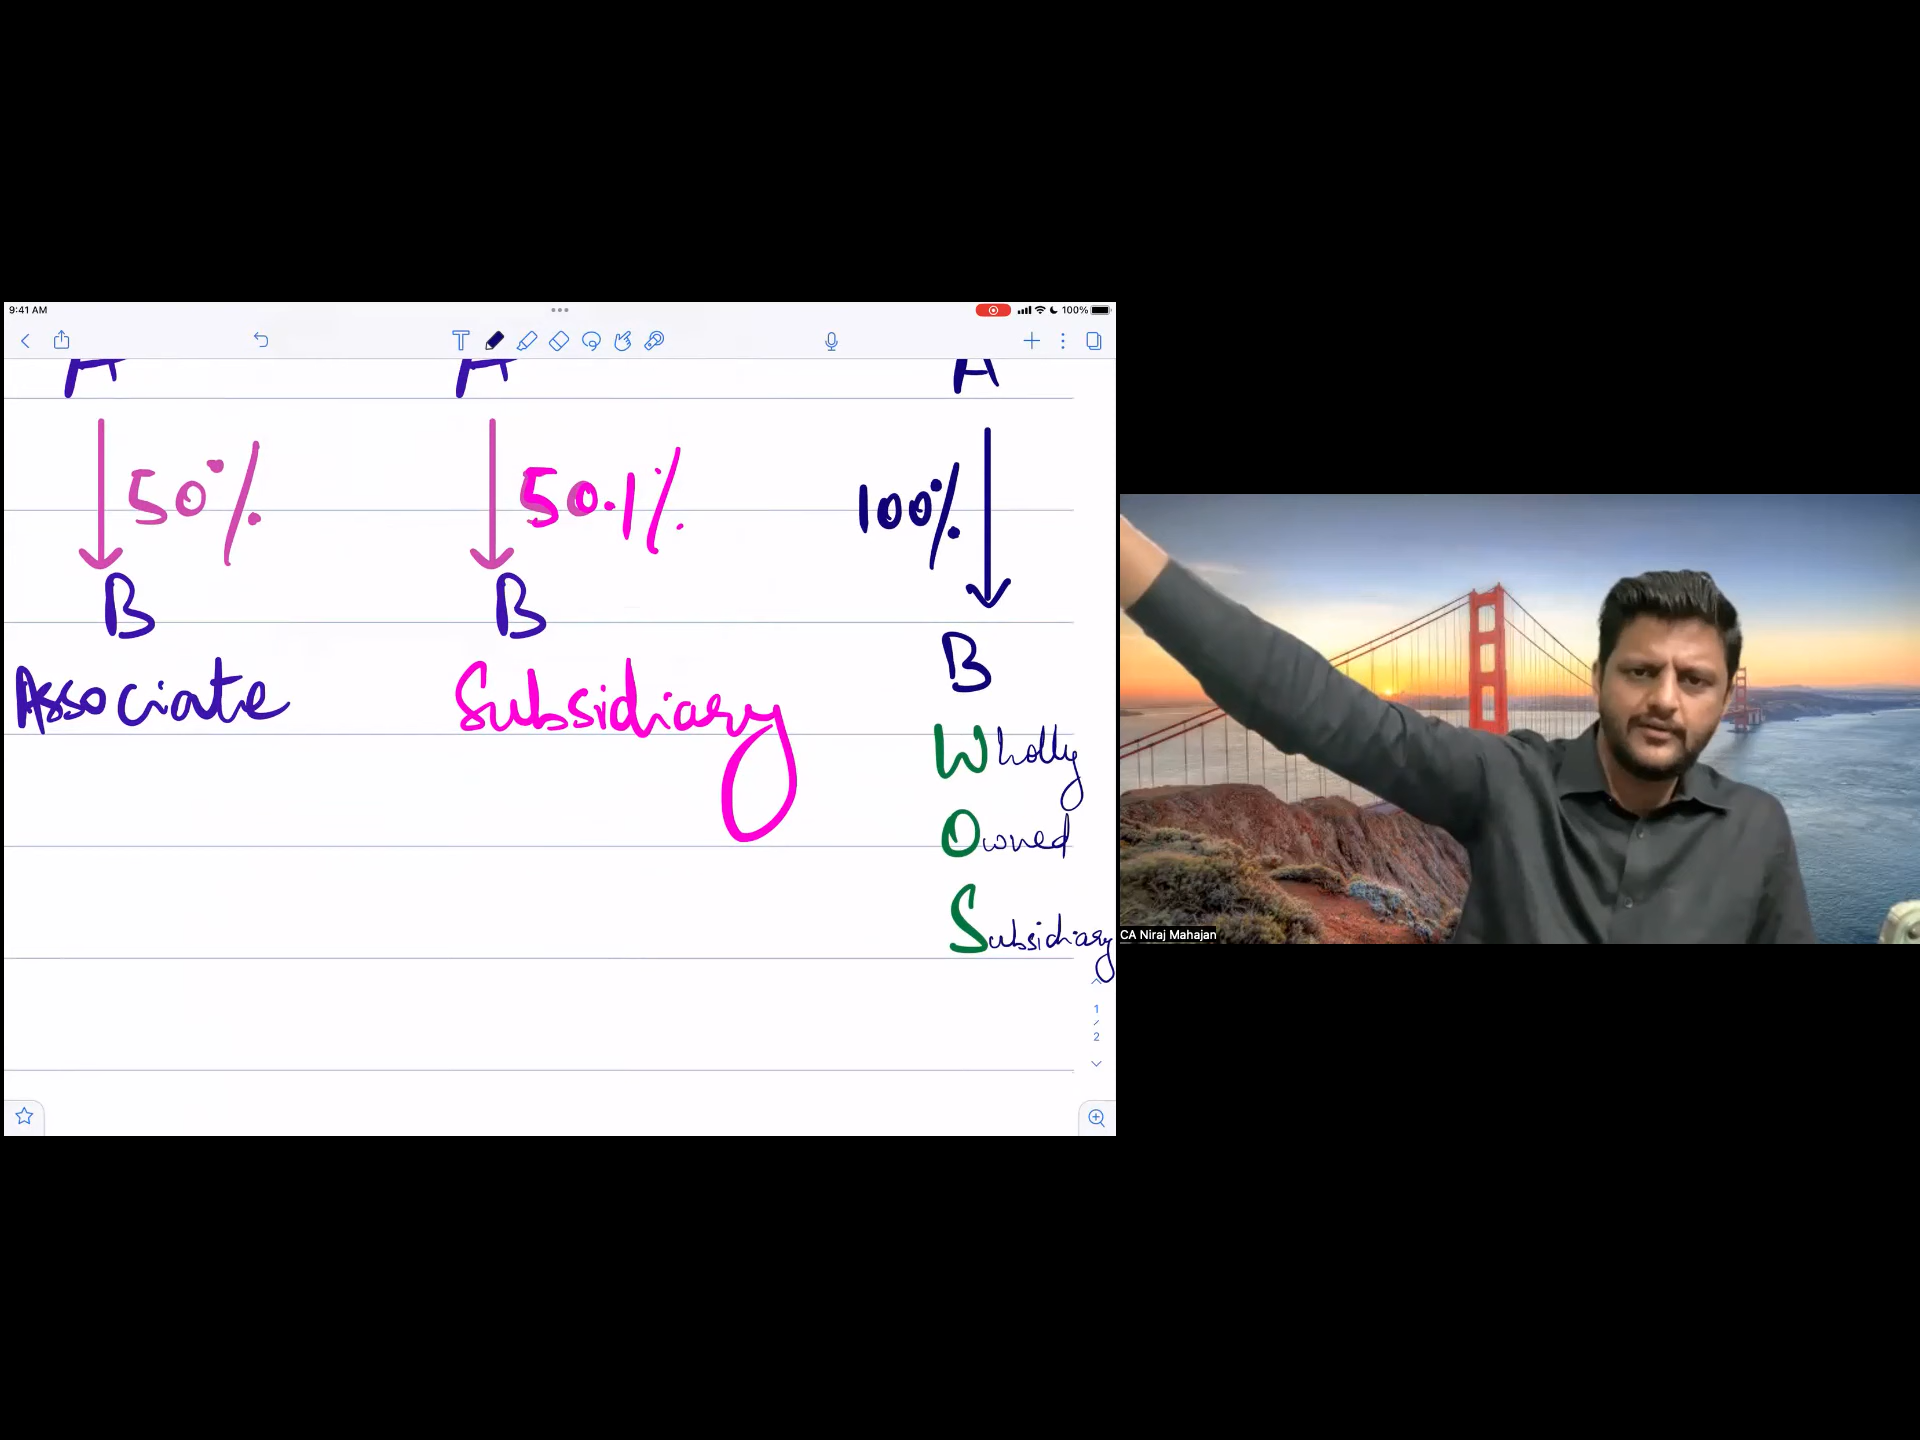 9:41 AM
100%
A
A
A
50%
50.1%
100%
B
B
B
Associate
Subsidiary
Wholly
Owned
Subsidiary
1
/
2
CA Niraj Mahajan